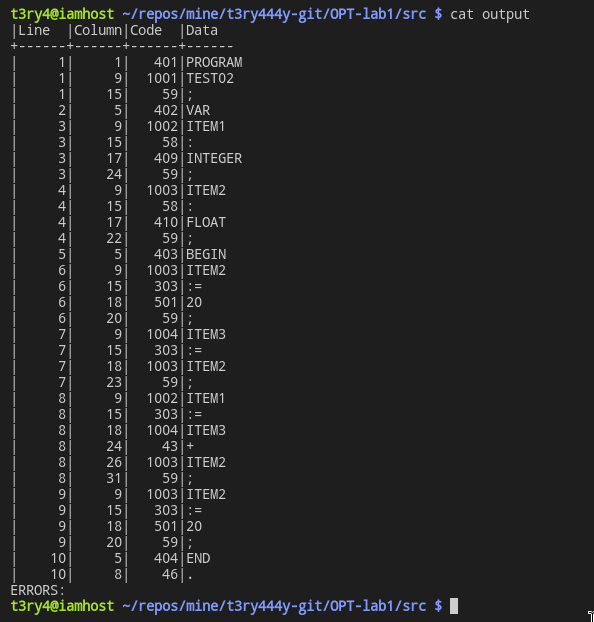 t3ry4@iamhost ~/repos/mine/t3ry444y-git/OPT-lab1/src $ cat output
|Line  |Column|Code  |Data
+------+------+------+------
|     1|     1|   401|PROGRAM
|     1|     9|  1001|TEST02
|     1|    15|    59|;
|     2|     5|   402|VAR
|     3|     9|  1002|ITEM1
|     3|    15|    58|:
|     3|    17|   409|INTEGER
|     3|    24|    59|;
|     4|     9|  1003|ITEM2
|     4|    15|    58|:
|     4|    17|   410|FLOAT
|     4|    22|    59|;
|     5|     5|   403|BEGIN
|     6|     9|  1003|ITEM2
|     6|    15|   303|:=
|     6|    18|   501|20
|     6|    20|    59|;
|     7|     9|  1004|ITEM3
|     7|    15|   303|:=
|     7|    18|  1003|ITEM2
|     7|    23|    59|;
|     8|     9|  1002|ITEM1
|     8|    15|   303|:=
|     8|    18|  1004|ITEM3
|     8|    24|    43|+
|     8|    26|  1003|ITEM2
|     8|    31|    59|;
|     9|     9|  1003|ITEM2
|     9|    15|   303|:=
|     9|    18|   501|20
|     9|    20|    59|;
|    10|     5|   404|END
|    10|     8|    46|.
ERRORS:
t3ry4@iamhost ~/repos/mine/t3ry444y-git/OPT-lab1/src $